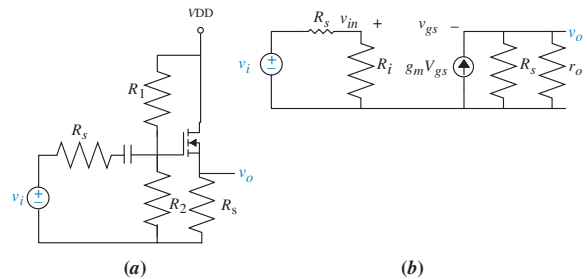 VDD
R1
Rs
vi
+
−
vo
R2
Rs
(a)
Rs vin + vgs − vo
vi
+
−
Ri
gmVgs
Rs
ro
(b)